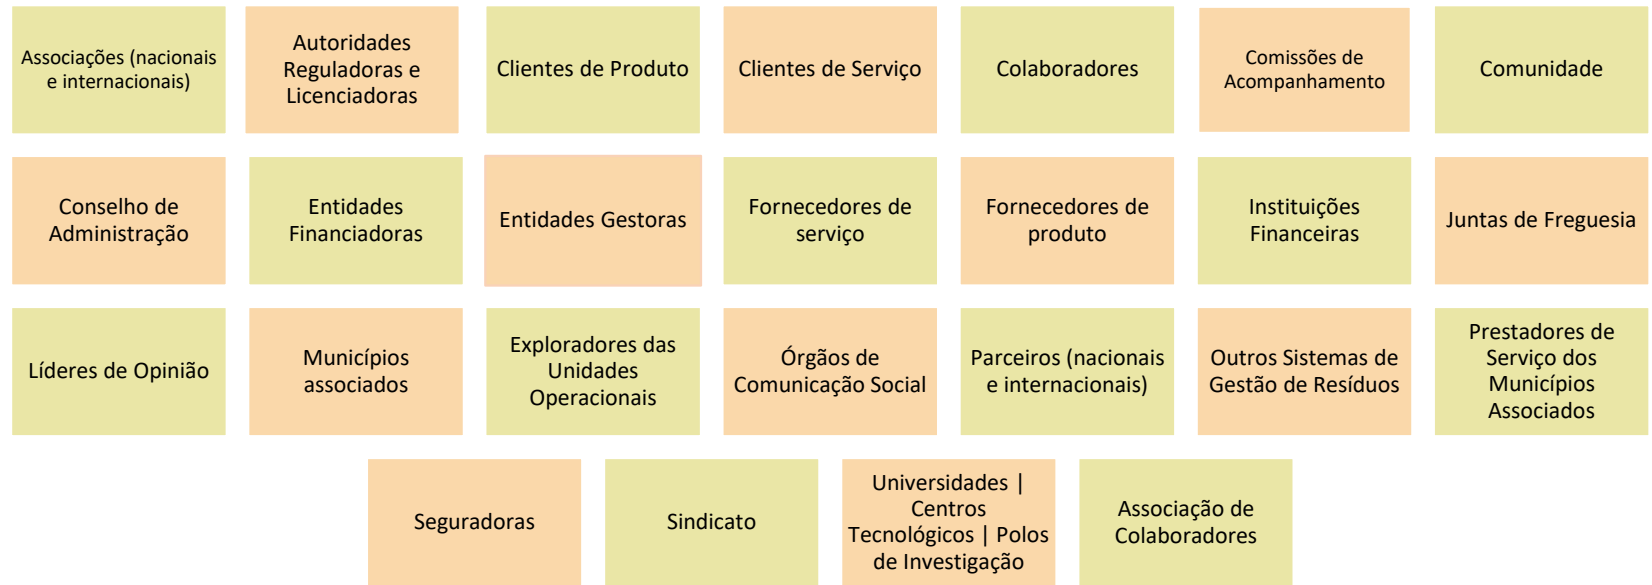 Associações (nacionais
e internacionais)
Autoridades
Reguladoras e
Licenciadoras
Clientes de Produto
Clientes de Serviço
Colaboradores
Comissões de
Acompanhamento
Comunidade
Conselho de
Administração
Entidades
Financiadoras
Entidades Gestoras
Fornecedores de
serviço
Fornecedores de
produto
Instituições
Financeiras
Juntas de Freguesia
Líderes de Opinião
Municípios
associados
Exploradores das
Unidades
Operacionais
Órgãos de
Comunicação Social
Parceiros (nacionais
e internacionais)
Outros Sistemas de
Gestão de Resíduos
Prestadores de
Serviço dos
Municípios
Associados
Seguradoras
Sindicato
Universidades |
Centros
Tecnológicos | Polos
de Investigação
Associação de
Colaboradores